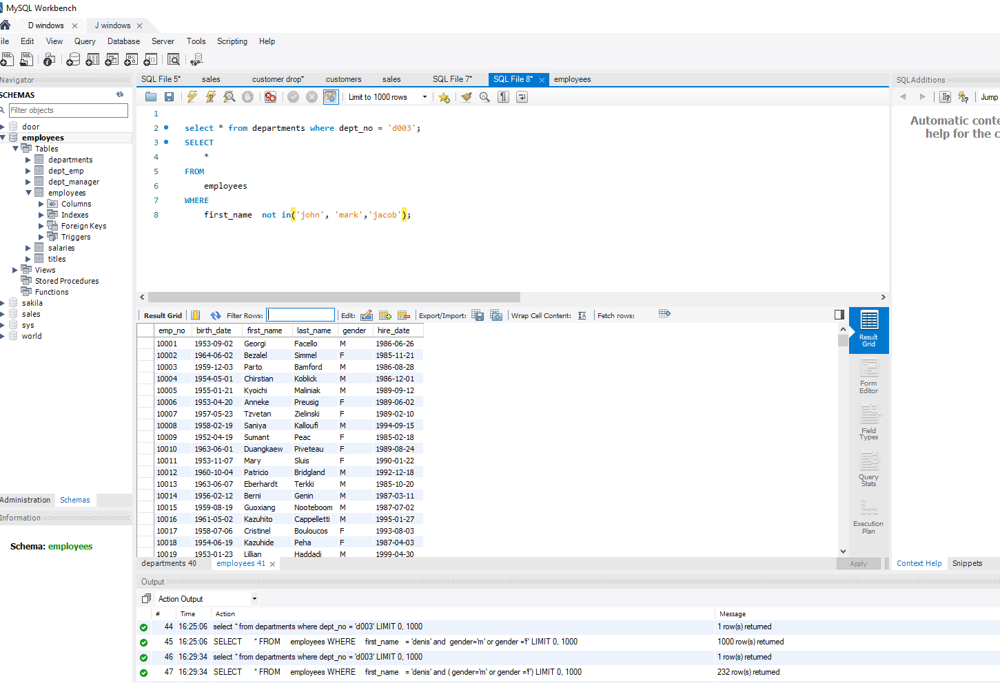 MySQL Workbench
D windows
J windows
ile Edit View Query Database Server Tools Scripting Help
Navigator
SCHEMAS
Filter objects
door
employees
Tables
departments
dept_emp
dept_manager
employees
Columns
Indexes
Foreign Keys
Triggers
salaries
titles
Views
Stored Procedures
Functions
sakila
sales
sys
world
Administration Schemas
Information
Schema: employees
SQL File 5* sales customer drop* customers sales SQL File 7* SQL File 8* employees
Limit to 1000 rows
1
2 select * from departments where dept_no = 'd003';
3 SELECT
4 *
5 FROM
6 employees
7 WHERE
8 first_name not in('john', 'mark','jacob');
Result Grid Filter Rows: Edit: Export/Import: Wrap Cell Content: Fetch rows:
emp_no birth_date first_name last_name gender hire_date
10001 1953-09-02 Georgi Facello M 1986-06-26
10002 1964-06-02 Bezalel Simmel F 1985-11-21
10003 1959-12-03 Parto Bamford M 1986-08-28
10004 1954-05-01 Chirstian Koblick M 1986-12-01
10005 1955-01-21 Kyoichi Maliniak M 1989-09-12
10006 1953-04-20 Anneke Preusig F 1989-06-02
10007 1957-05-23 Tzvetan Zielinski F 1989-02-10
10008 1958-02-19 Saniya Kalloufi M 1994-09-15
10009 1952-04-19 Sumant Peac F 1985-02-18
10010 1963-06-01 Duangkaew Piveteau F 1989-08-24
10011 1953-11-07 Mary Sluis F 1990-01-22
10012 1960-10-04 Patricio Bridgland M 1992-12-18
10013 1963-06-07 Eberhardt Terkki M 1985-10-20
10014 1956-02-12 Berni Genin M 1987-03-11
10015 1959-08-19 Guoxiang Nooteboom M 1987-07-02
10016 1961-05-02 Kazuhito Cappelletti M 1995-01-27
10017 1958-07-06 Cristinel Bouloucos F 1993-08-03
10018 1954-06-19 Kazuhide Peha F 1987-04-03
10019 1953-01-23 Lillian Haddadi M 1999-04-30
Result
Grid
Form
Editor
Field
Types
Query
Stats
Execution
Plan
departments 40 employees 41
Apply
SQLAdditions
Jump
Automatic conte
help for the c
Context Help Snippets
Output
Action Output
# Time Action Message
44 16:25:06 select * from departments where dept_no = 'd003' LIMIT 0, 1000 1 row(s) returned
45 16:25:06 SELECT * FROM employees WHERE first_name = 'denis' and gender='m' or gender ='f' LIMIT 0, 1000 1000 row(s) returned
46 16:29:34 select * from departments where dept_no = 'd003' LIMIT 0, 1000 1 row(s) returned
47 16:29:34 SELECT * FROM employees WHERE first_name = 'denis' and ( gender='m' or gender ='f') LIMIT 0, 1000 232 row(s) returned